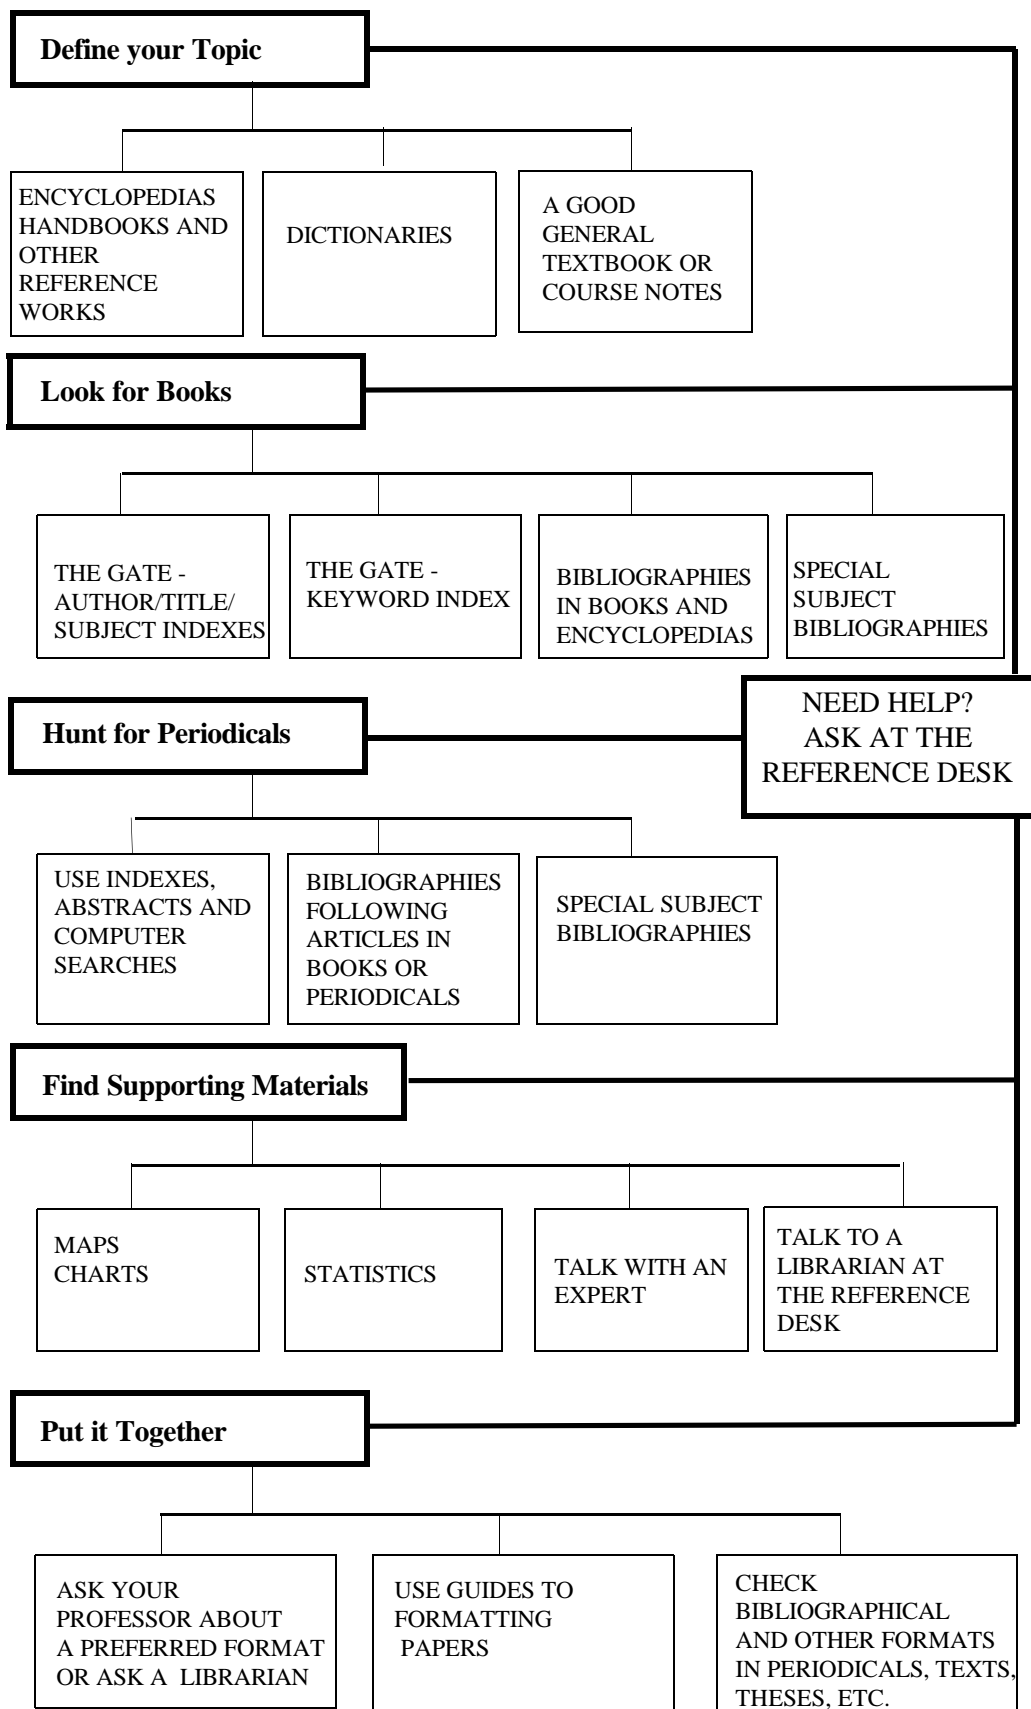 Define your Topic
ENCYCLOPEDIAS
HANDBOOKS AND
OTHER
REFERENCE
WORKS
DICTIONARIES
A GOOD
GENERAL
TEXTBOOK OR
COURSE NOTES
Look for Books
THE GATE -
AUTHOR/TITLE/
SUBJECT INDEXES
THE GATE -
KEYWORD INDEX
BIBLIOGRAPHIES
IN BOOKS AND
ENCYCLOPEDIAS
SPECIAL
SUBJECT
BIBLIOGRAPHIES
NEED HELP?
ASK AT THE
REFERENCE DESK
Hunt for Periodicals
USE INDEXES,
ABSTRACTS AND
COMPUTER
SEARCHES
BIBLIOGRAPHIES
FOLLOWING
ARTICLES IN
BOOKS OR
PERIODICALS
SPECIAL SUBJECT
BIBLIOGRAPHIES
Find Supporting Materials
MAPS
CHARTS
STATISTICS
TALK WITH AN
EXPERT
TALK TO A
LIBRARIAN AT
THE REFERENCE
DESK
Put it Together
ASK YOUR
PROFESSOR ABOUT
A PREFERRED FORMAT
OR ASK A LIBRARIAN
USE GUIDES TO
FORMATTING
PAPERS
CHECK
BIBLIOGRAPHICAL
AND OTHER FORMATS
IN PERIODICALS, TEXTS,
THESES, ETC.